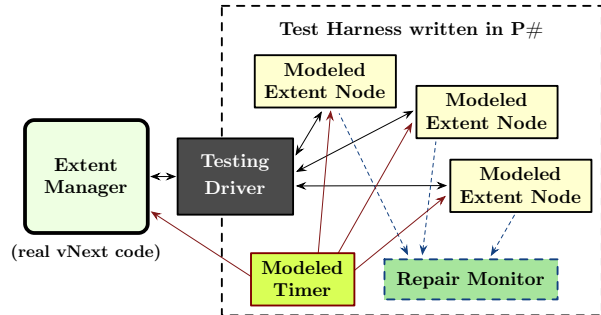 Test Harness written in P#
Modeled
Extent Node
Modeled
Extent Node
Extent
Manager
Testing
Driver
Modeled
Extent Node
(real vNext code)
Modeled
Timer
Repair Monitor